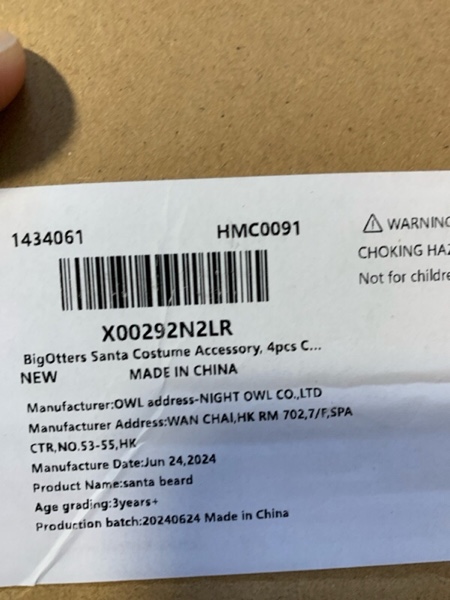 1434061 HMC0091
X00292N2LR
BigOtters Santa Costume Accessory, 4pcs C...
NEW MADE IN CHINA
Manufacturer:OWL address-NIGHT OWL CO.,LTD
Manufacturer Address:WAN CHAI,HK RM 702,7/F,SPA
CTR,NO.53-55,HK
Manufacture Date:Jun 24,2024
Product Name:santa beard
Age grading:3years+
Production batch:20240624 Made in China
⚠ WARNING
CHOKING
Not for